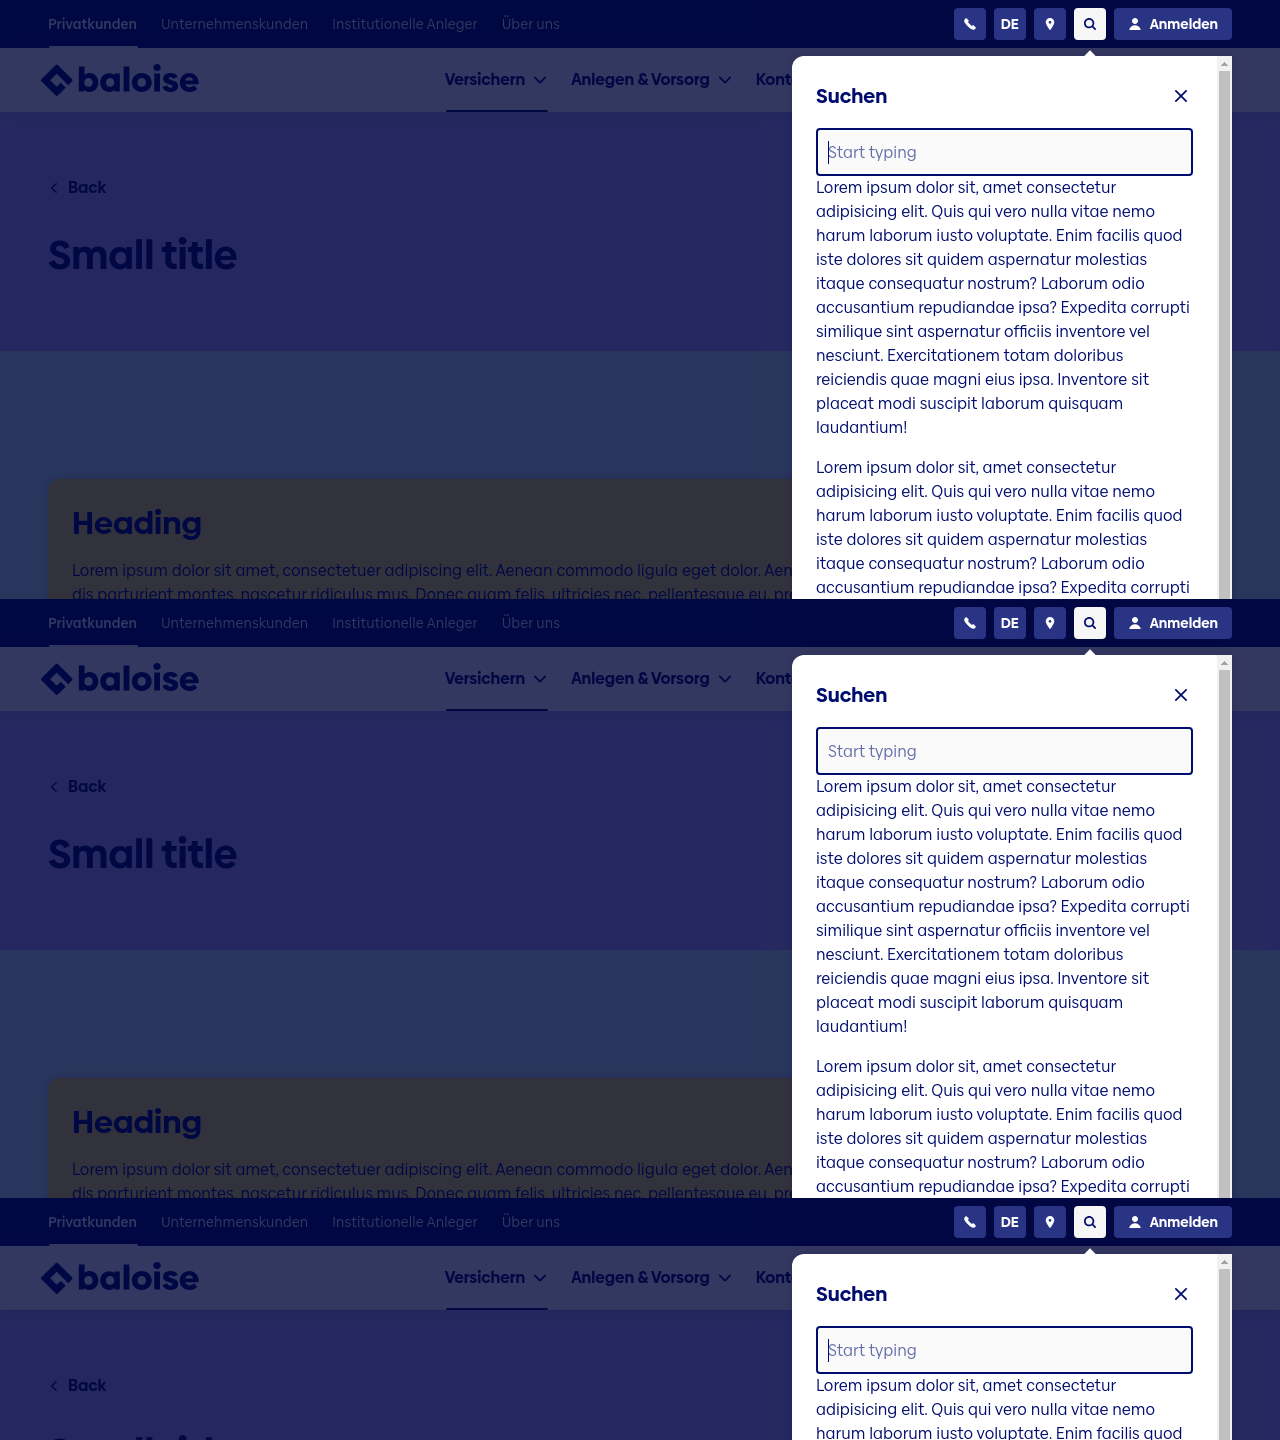 Privatkunden Unternehmenskunden Institutionelle Anleger Über uns DE Anmelden
baloise Versichern Anlegen & Vorsorg
Suchen
Start typing
Back
Small title
Lorem ipsum dolor sit, amet consectetur
adipisicing elit. Quis qui vero nulla vitae nemo
harum laborum iusto voluptate. Enim facilis quod
iste dolores sit quidem aspernatur molestias
itaque consequatur nostrum? Laborum odio
accusantium repudiandae ipsa? Expedita corrupti
similique sint aspernatur officiis inventore vel
nesciunt. Exercitationem totam doloribus
reiciendis quae magni eius ipsa. Inventore sit
placeat modi suscipit laborum quisquam
laudantium!
Lorem ipsum dolor sit, amet consectetur
adipisicing elit. Quis qui vero nulla vitae nemo
harum laborum iusto voluptate. Enim facilis quod
iste dolores sit quidem aspernatur molestias
itaque consequatur nostrum? Laborum odio
accusantium repudiandae ipsa? Expedita corrupti
Heading
Lorem ipsum dolor sit amet, consectetuer adipiscing elit. Aenean commodo ligula eget dolor. Aen
dis parturient montes, nascetur ridiculus mus. Donec quam felis, ultricies nec, pellentesque eu, pr
Privatkunden Unternehmenskunden Institutionelle Anleger Über uns DE Anmelden
baloise Versichern Anlegen & Vorsorg
Suchen
Start typing
Back
Small title
Lorem ipsum dolor sit, amet consectetur
adipisicing elit. Quis qui vero nulla vitae nemo
harum laborum iusto voluptate. Enim facilis quod
iste dolores sit quidem aspernatur molestias
itaque consequatur nostrum? Laborum odio
accusantium repudiandae ipsa? Expedita corrupti
similique sint aspernatur officiis inventore vel
nesciunt. Exercitationem totam doloribus
reiciendis quae magni eius ipsa. Inventore sit
placeat modi suscipit laborum quisquam
laudantium!
Lorem ipsum dolor sit, amet consectetur
adipisicing elit. Quis qui vero nulla vitae nemo
harum laborum iusto voluptate. Enim facilis quod
iste dolores sit quidem aspernatur molestias
itaque consequatur nostrum? Laborum odio
accusantium repudiandae ipsa? Expedita corrupti
Heading
Lorem ipsum dolor sit amet, consectetuer adipiscing elit. Aenean commodo ligula eget dolor. Aen
dis parturient montes, nascetur ridiculus mus. Donec quam felis, ultricies nec, pellentesque eu, pr
Privatkunden Unternehmenskunden Institutionelle Anleger Über uns DE Anmelden
baloise Versichern Anlegen & Vorsorg
Suchen
Start typing
Back
Lorem ipsum dolor sit, amet consectetur
adipisicing elit. Quis qui vero nulla vitae nemo
harum laborum iusto voluptate. Enim facilis quod